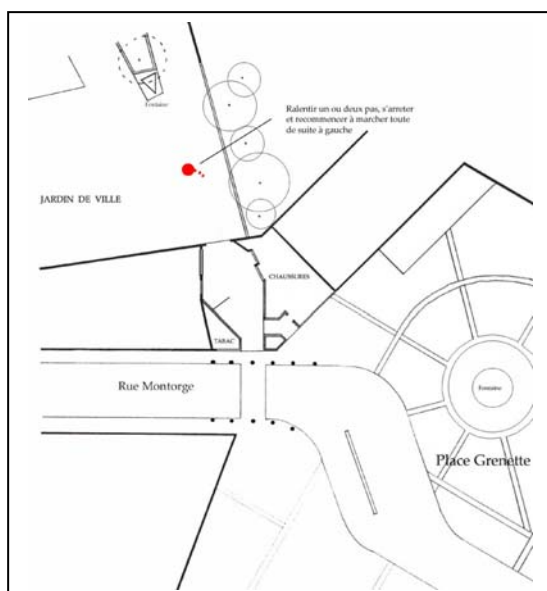 Fontaine
Ralentir un ou deux pas, s'arreter
et recommencer à marcher toute
de suite à gauche
JARDIN DE VILLE
CHAUSSURES
TABAC
Rue Montorge
Fontaine
Place Grenette